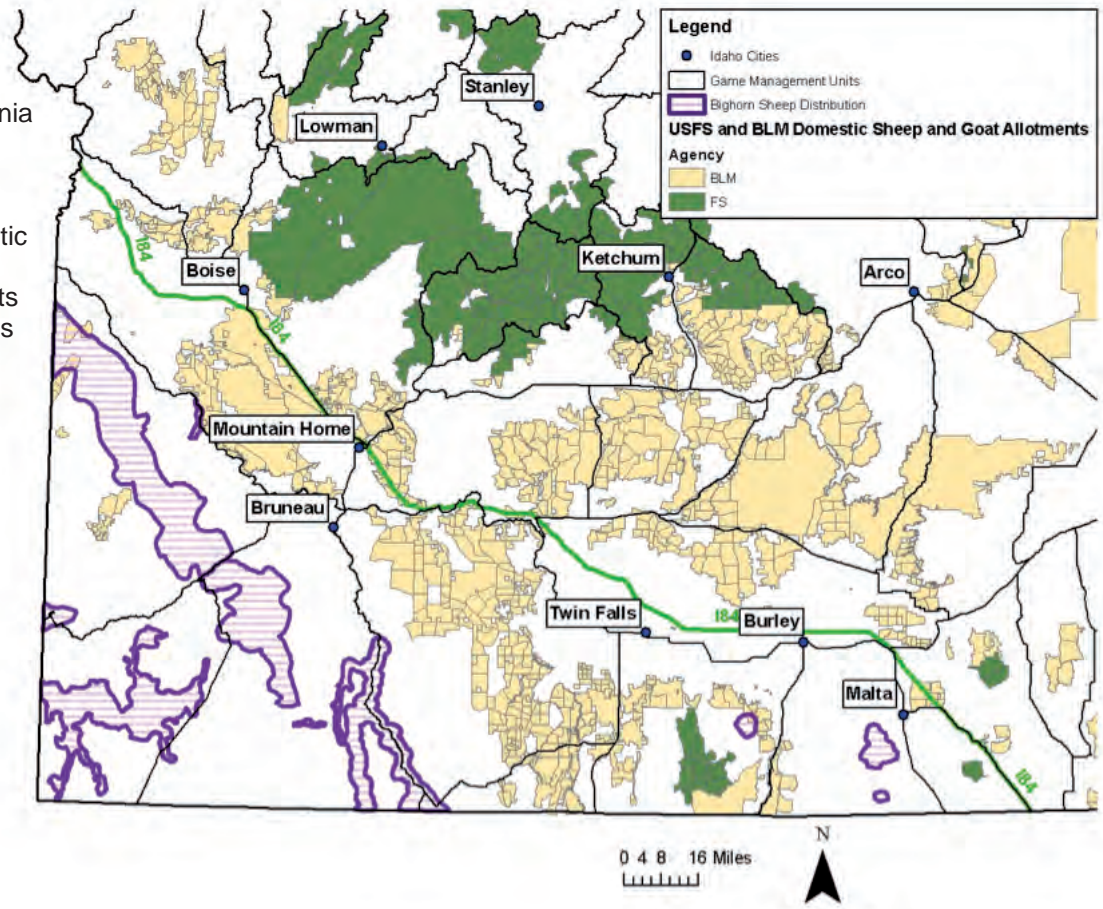 nia
tic
ts
s
Legend
Idaho Cities
Game Management Units
Bighorn Sheep Distribution
USFS and BLM Domestic Sheep and Goat Allotments
Agency
BLM
FS
Stanley
Lowman
Ketchum
Arco
I84
Boise
I84
Mountain Home
Bruneau
Twin Falls
I84
Burley
Malta
I84
N
0 4 8 16 Miles